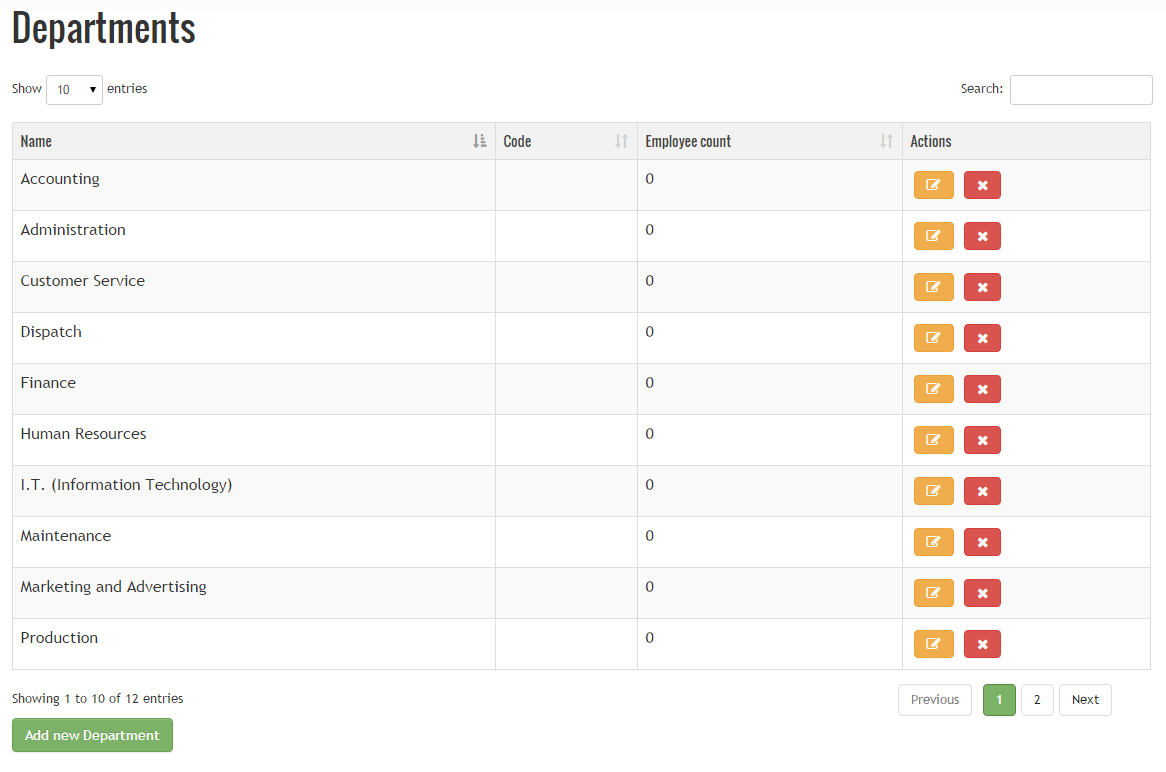 Departments
Show 10 entries Search:
Name Code Employee count Actions
Accounting 0
Administration 0
Customer Service 0
Dispatch 0
Finance 0
Human Resources 0
I.T. (Information Technology) 0
Maintenance 0
Marketing and Advertising 0
Production 0
Showing 1 to 10 of 12 entries Previous 1 2 Next
Add new Department